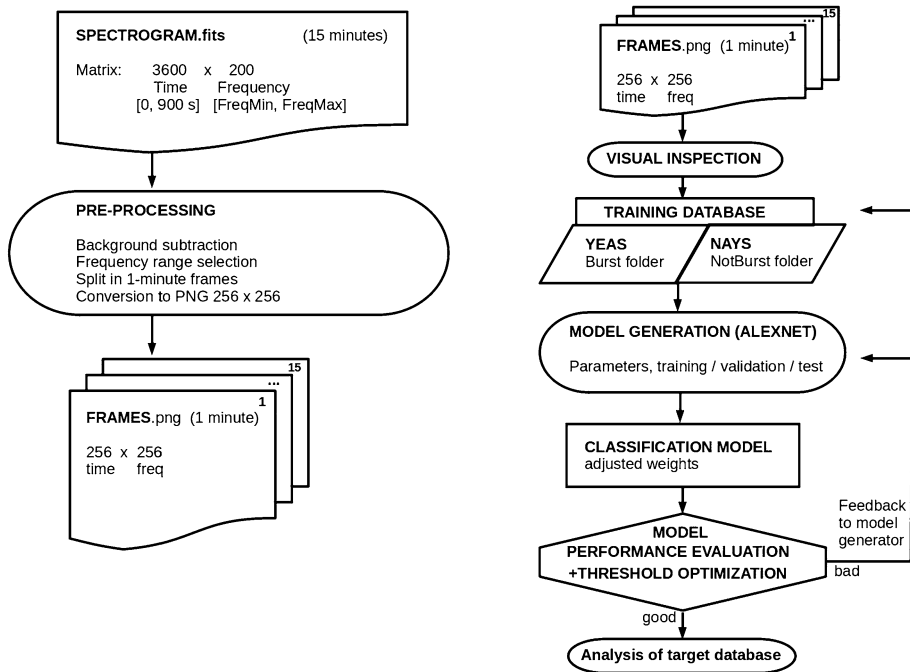 SPECTROGRAM.fits (15 minutes)
Matrix: 3600 x 200
Time Frequency
[0, 900 s] [FreqMin, FreqMax]
PRE-PROCESSING
Background subtraction
Frequency range selection
Split in 1-minute frames
Conversion to PNG 256 x 256
15
...
1
FRAMES.png (1 minute)
256 x 256
time freq
15
...
1
FRAMES.png (1 minute)
256 x 256
time freq
VISUAL INSPECTION
TRAINING DATABASE
YEAS
Burst folder
NAYS
NotBurst folder
MODEL GENERATION (ALEXNET)
Parameters, training / validation / test
CLASSIFICATION MODEL
adjusted weights
Feedback
to model
generator
MODEL
PERFORMANCE EVALUATION
+THRESHOLD OPTIMIZATION
bad
good
Analysis of target database